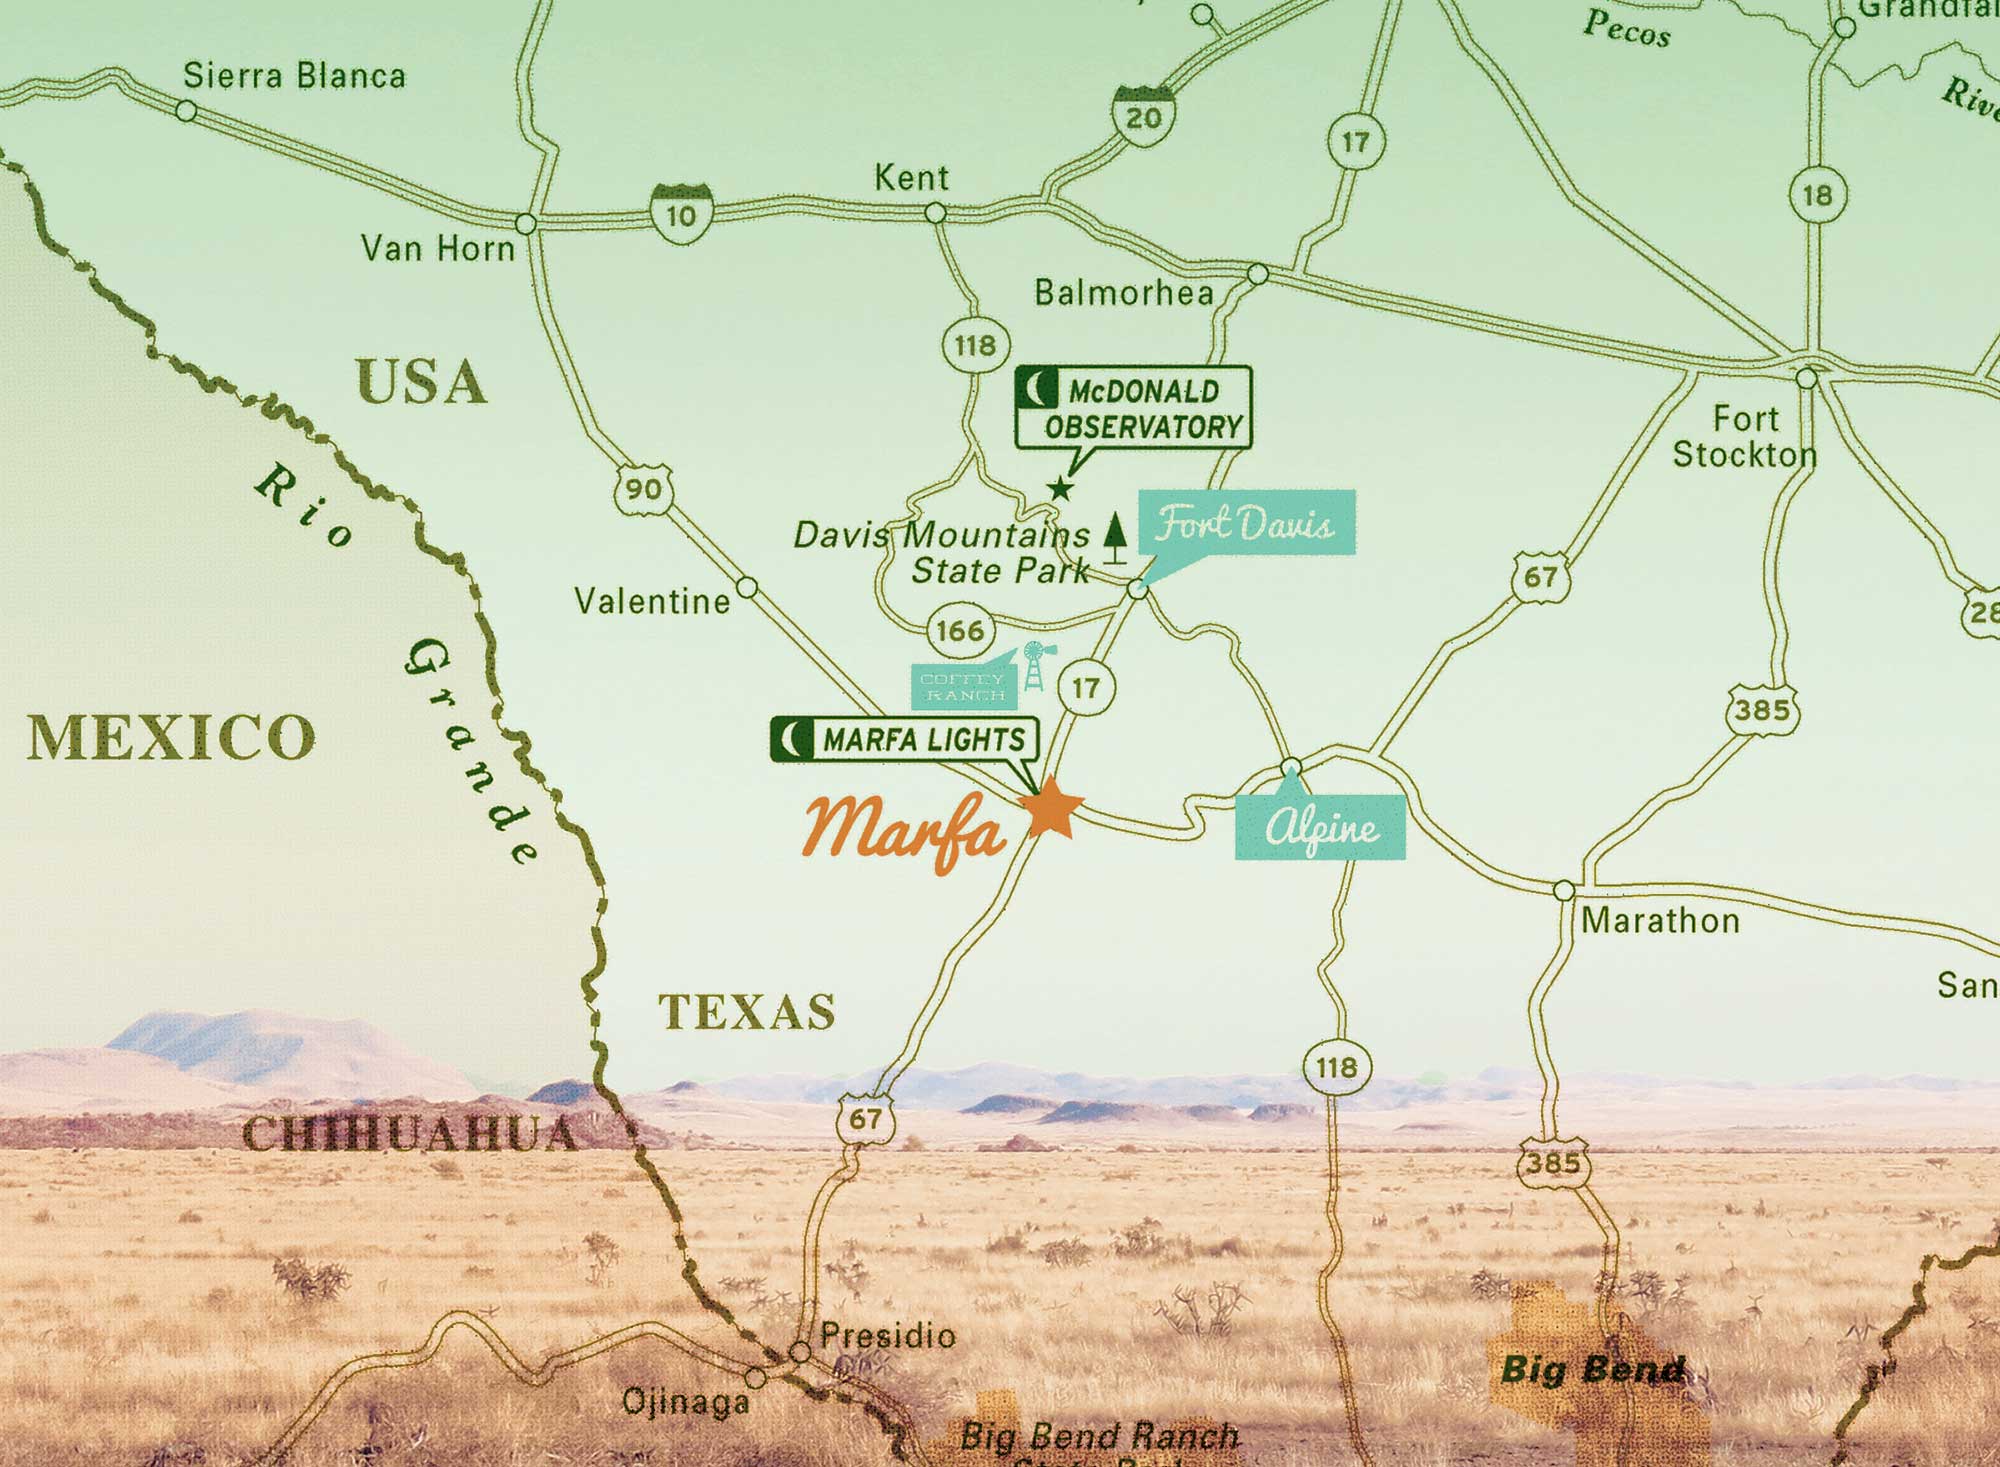 Grandfal
Pecos
Sierra Blanca
Rive
20
17
Kent
18
10
Van Horn
Balmorhea
118
USA
McDONALD
OBSERVATORY
Fort
Stockton
Rio
90
Fort Davis
Davis Mountains
State Park
67
Valentine
28
166
Grande
COFFEY
RANCH
17
385
MEXICO
MARFA LIGHTS
Marfa
Alpine
Marathon
San
TEXAS
118
67
CHIHUAHUA
385
Presidio
Big Bend
Ojinaga
Big Bend Ranch
State Park